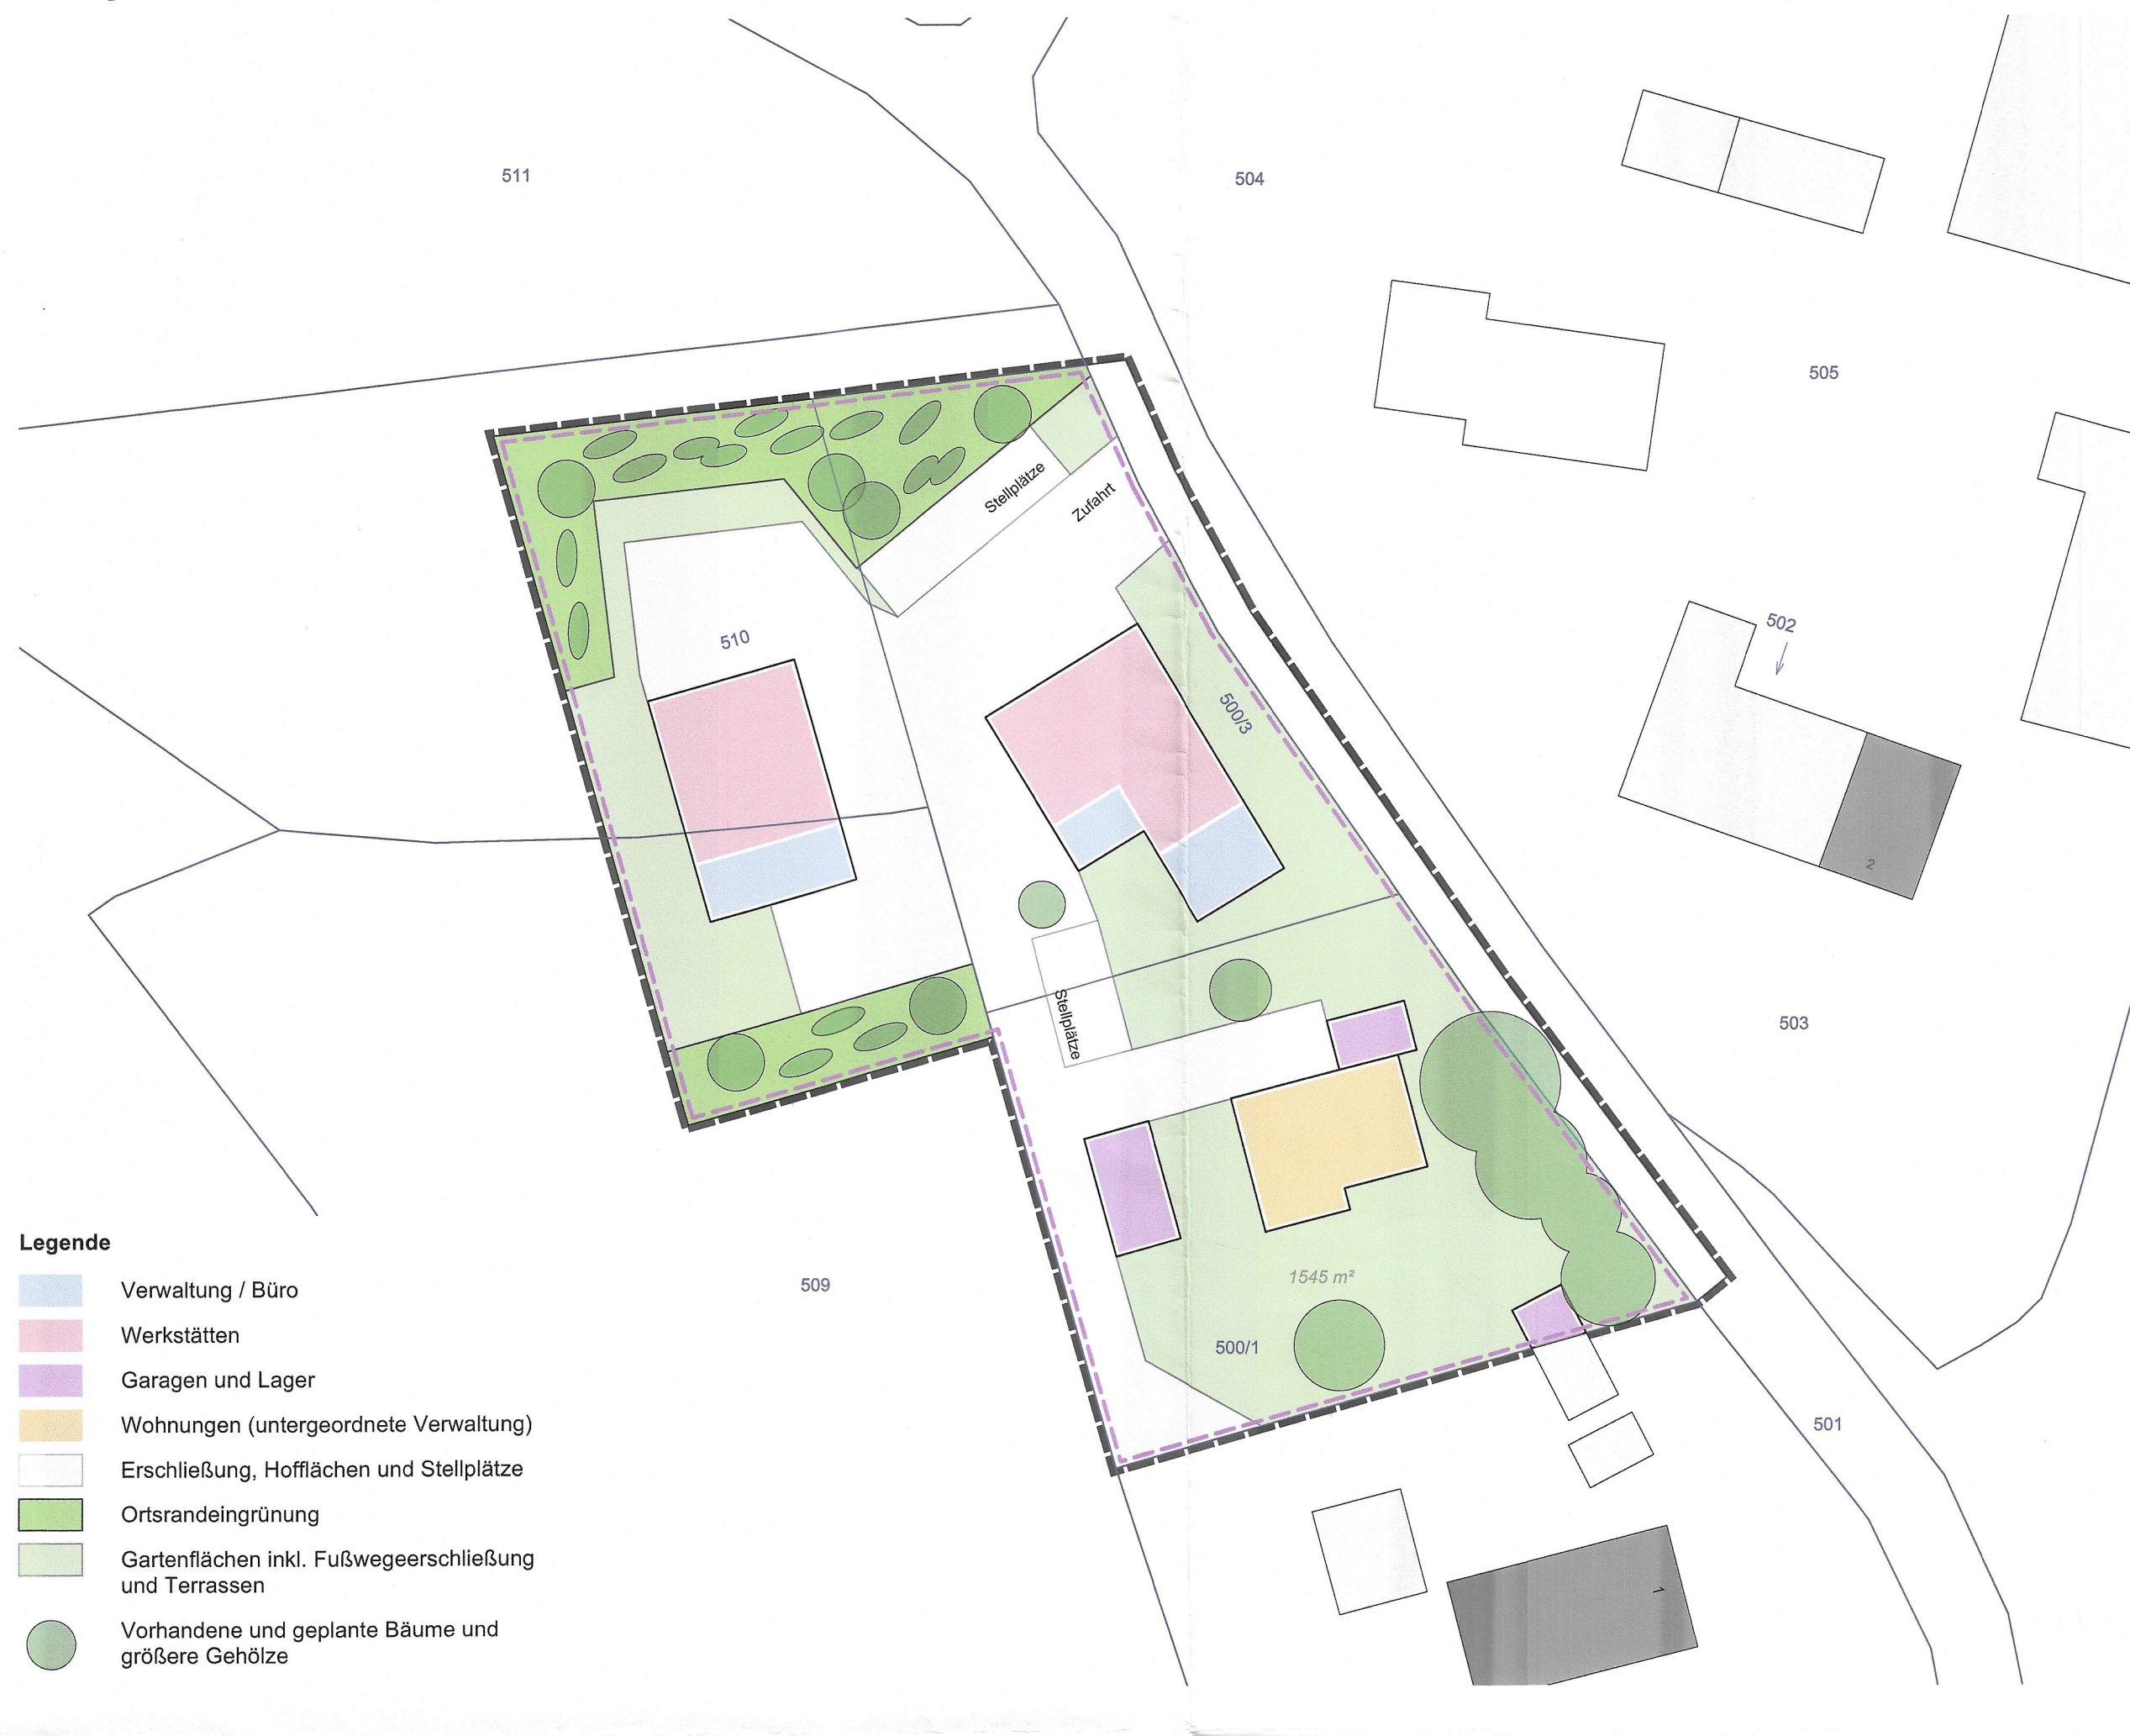 511
504
505
Stellplätze
Zufahrt
510
502
500/3
2
503
Stellplätze
1545 m²
509
500/1
501
1
Legende
Verwaltung / Büro
Werkstätten
Garagen und Lager
Wohnungen (untergeordnete Verwaltung)
Erschließung, Hofflächen und Stellplätze
Ortsrandeingrünung
Gartenflächen inkl. Fußwegeerschließung
und Terrassen
Vorhandene und geplante Bäume und
größere Gehölze